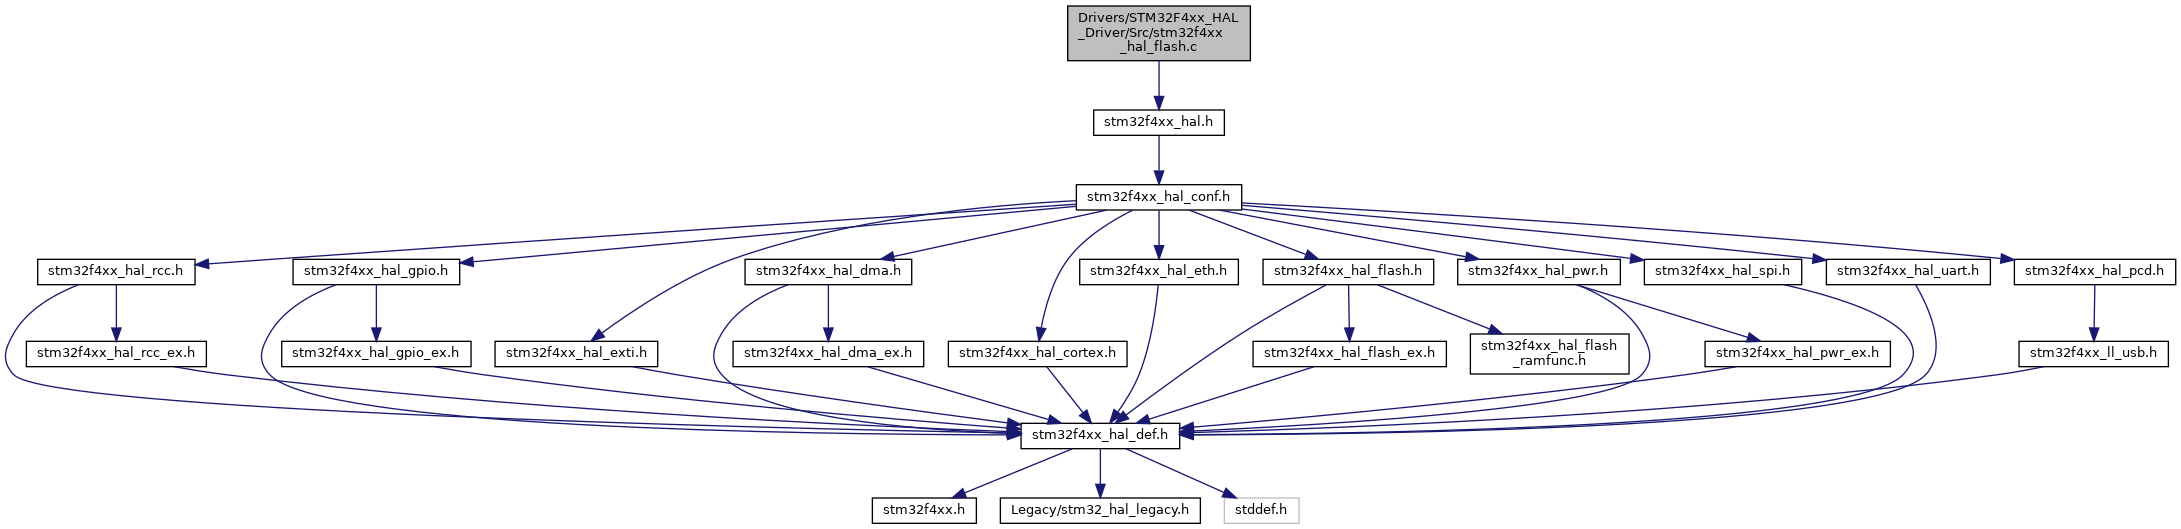 Drivers/STM32F4xx_HAL
_Driver/Src/stm32f4xx
_hal_flash.c
stm32f4xx_hal.h
stm32f4xx_hal_conf.h
stm32f4xx_hal_rcc.h
stm32f4xx_hal_gpio.h
stm32f4xx_hal_dma.h
stm32f4xx_hal_eth.h
stm32f4xx_hal_flash.h
stm32f4xx_hal_pwr.h
stm32f4xx_hal_spi.h
stm32f4xx_hal_uart.h
stm32f4xx_hal_pcd.h
stm32f4xx_hal_rcc_ex.h
stm32f4xx_hal_gpio_ex.h
stm32f4xx_hal_exti.h
stm32f4xx_hal_dma_ex.h
stm32f4xx_hal_cortex.h
stm32f4xx_hal_flash_ex.h
stm32f4xx_hal_flash
_ramfunc.h
stm32f4xx_hal_pwr_ex.h
stm32f4xx_ll_usb.h
stm32f4xx_hal_def.h
stm32f4xx.h
Legacy/stm32_hal_legacy.h
stddef.h